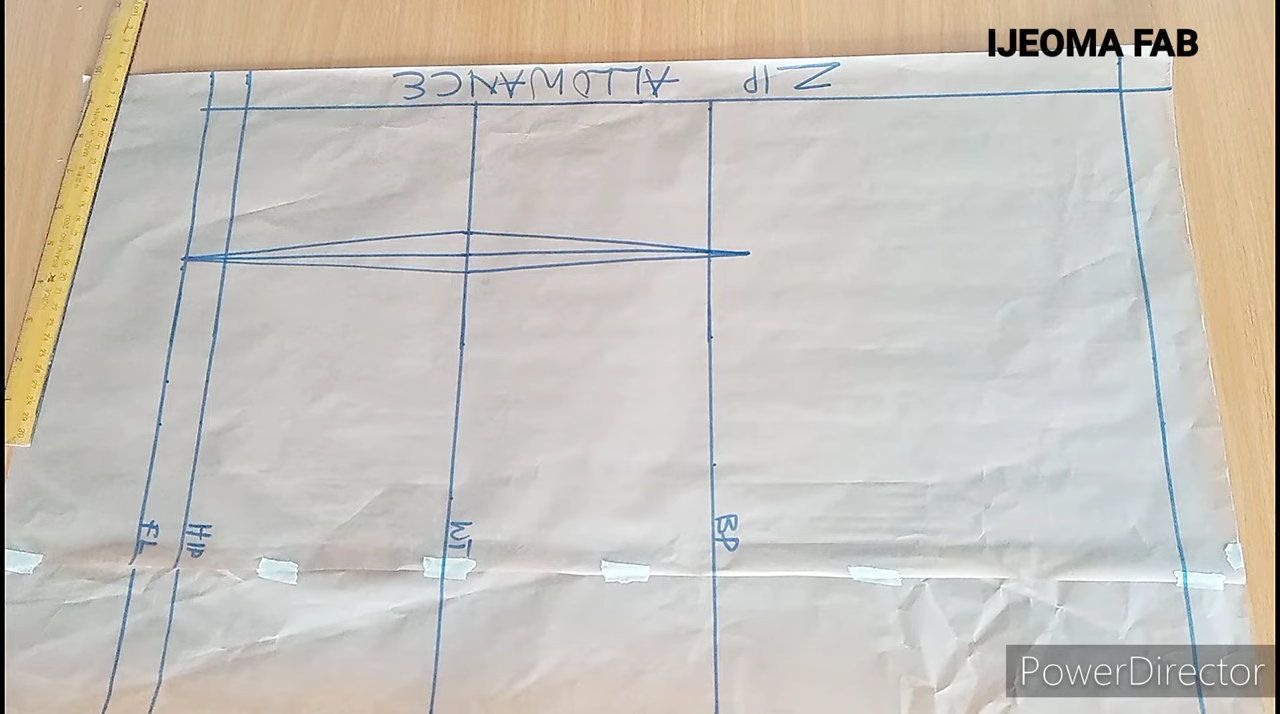 IJEOMA FAB
ZIP ALLOWANCE
FL
HIP
WT
BP
PowerDirector